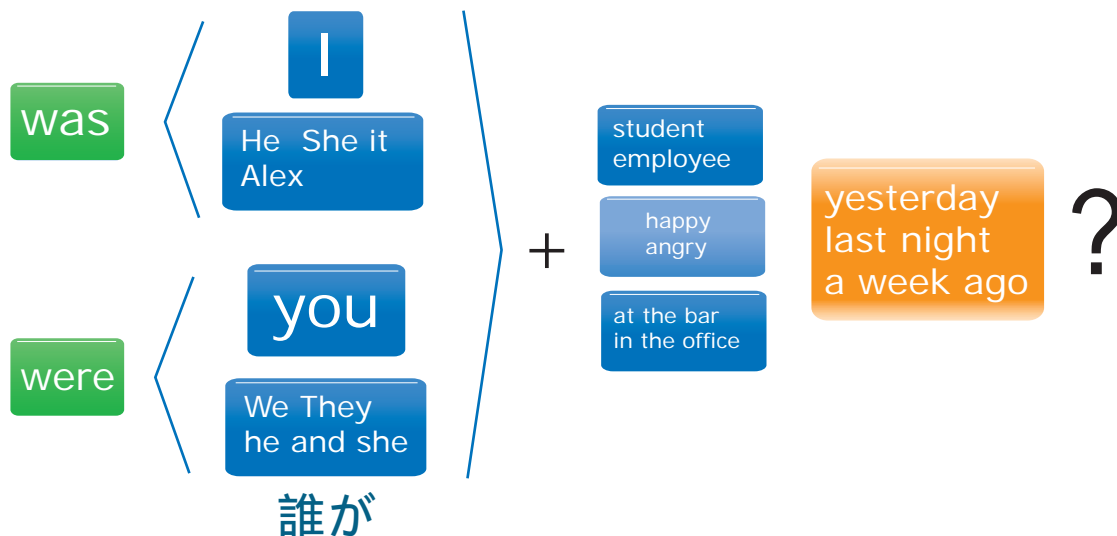 was
I
He She it
Alex
were
you
We They
he and she
誰が
+
student
employee
happy
angry
at the bar
in the office
yesterday
last night
a week ago
?